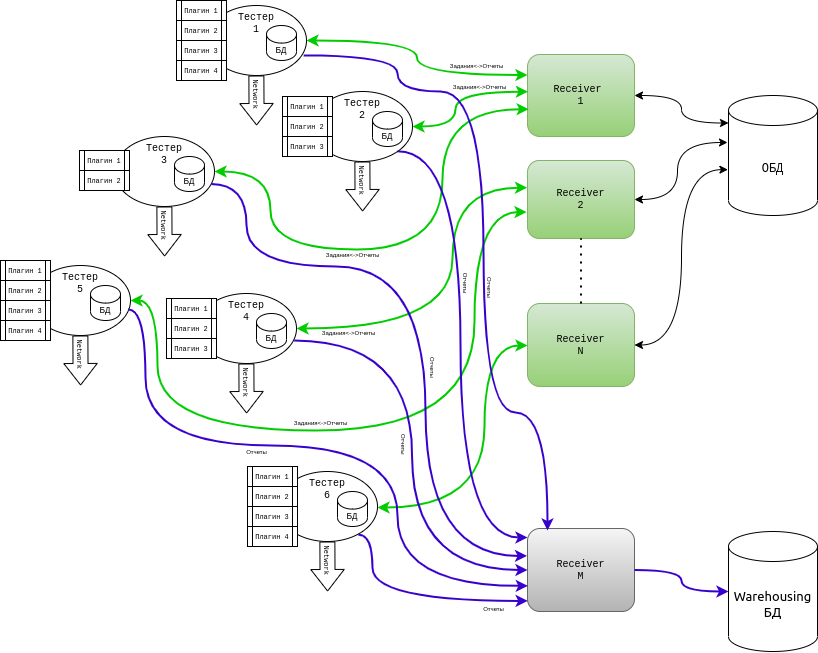 Плагин 1
Плагин 2
Плагин 3
Плагин 4
Тестер
1
БД
Network
Задания<->Отчеты
Receiver
1
Плагин 1
Плагин 2
Плагин 3
Тестер
2
БД
Network
Задания<->Отчеты
ОБД
Плагин 1
Плагин 2
Тестер
3
БД
Network
Задания<->Отчеты
Receiver
2
Плагин 1
Плагин 2
Плагин 3
Плагин 4
Тестер
5
БД
Network
Плагин 1
Плагин 2
Плагин 3
Тестер
4
БД
Network
Задания<->Отчеты
Отчеты
Отчеты
Receiver
N
Отчеты
Задания<->Отчеты
Отчеты
Отчеты
Плагин 1
Плагин 2
Плагин 3
Плагин 4
Тестер
6
БД
Network
Отчеты
Receiver
M
Warehousing
БД